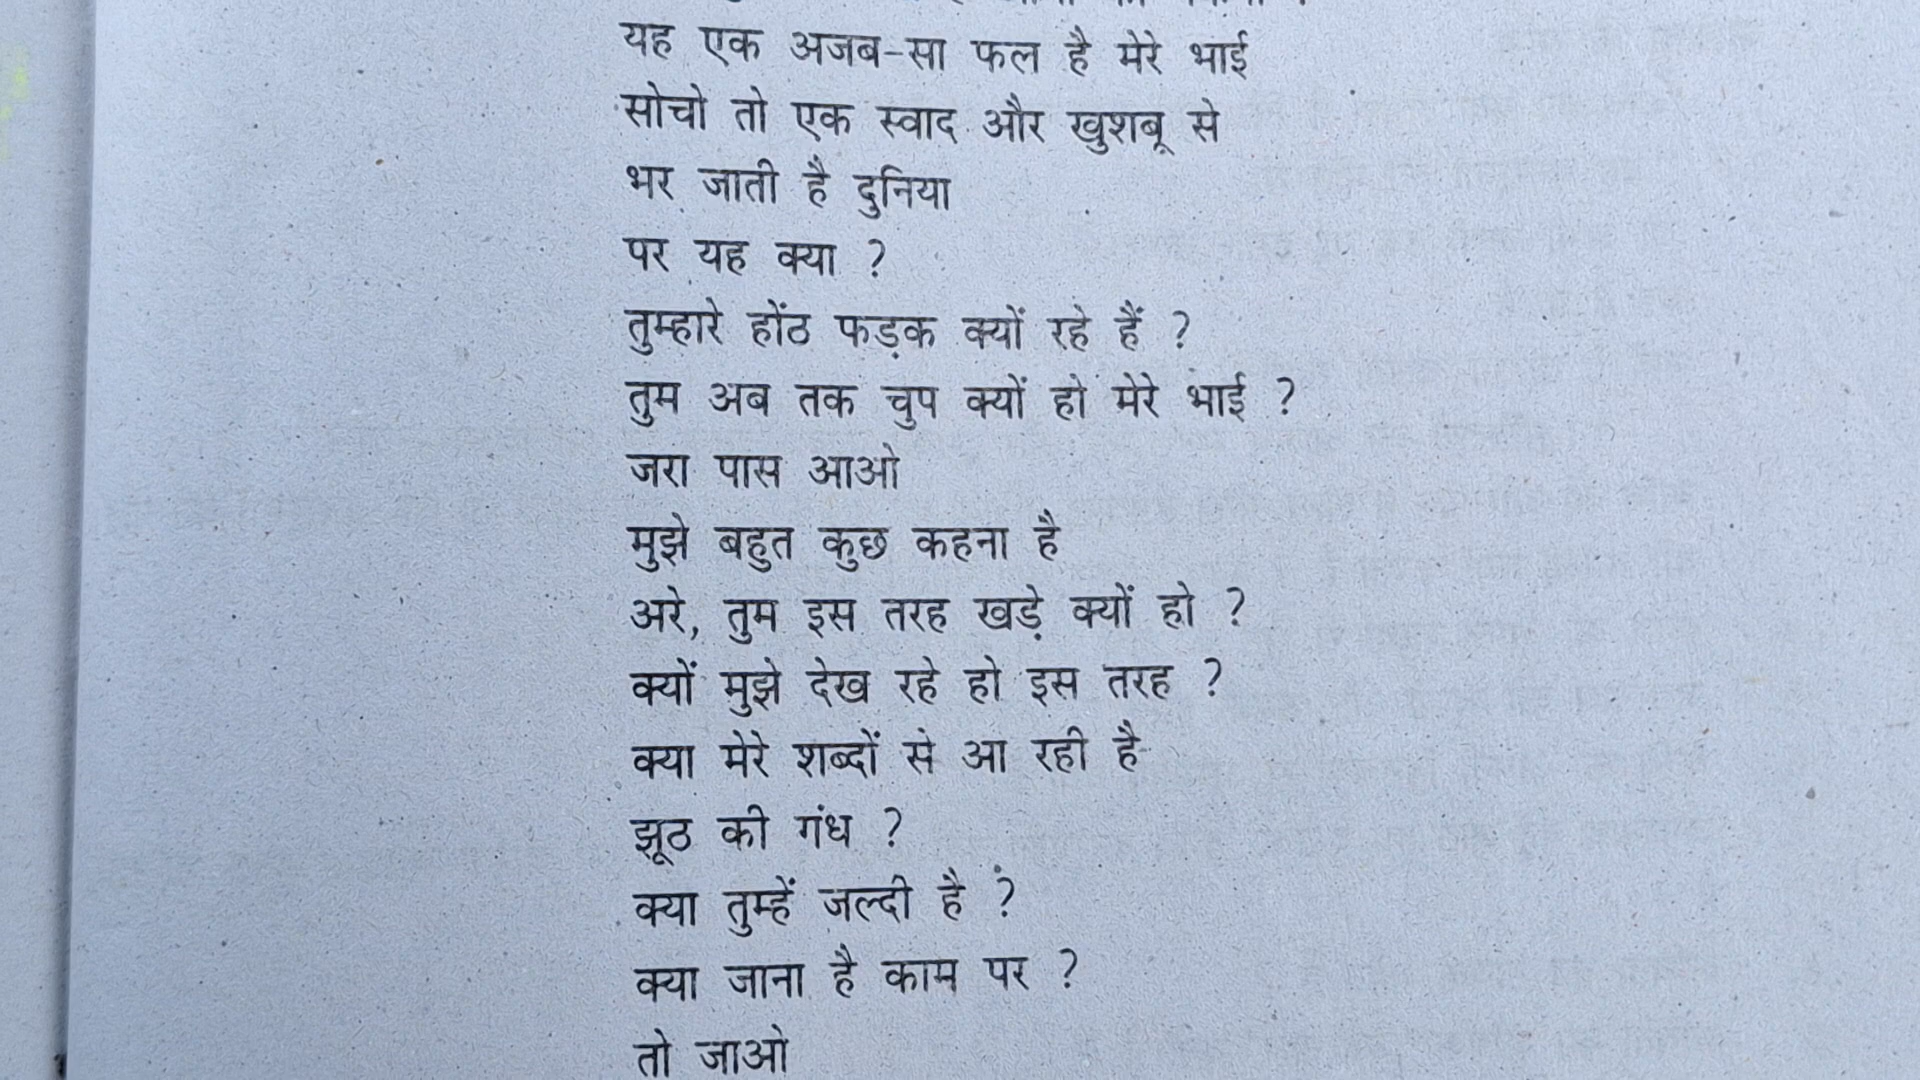 यह एक अजब-सा फल है मेरे भाई
सोचो तो एक स्वाद और खुशबू से
भर जाती है दुनिया
पर यह क्या ?
तुम्हारे होंठ फड़क क्यों रहे हैं ?
तुम अब तक चुप क्यों हो मेरे भाई ?
जरा पास आओ
मुझे बहुत कुछ कहना है
अरे, तुम इस तरह खड़े क्यों हो ?
क्यों मुझे देख रहे हो इस तरह ?
क्या मेरे शब्दों से आ रही है
झूठ की गंध ?
क्या तुम्हें जल्दी है ?
क्या जाना है काम पर ?
तो जाओ